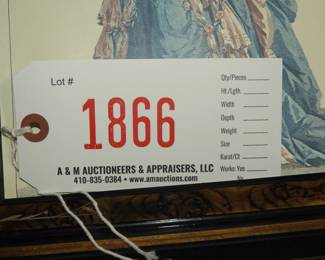 Lot #
1866
Qty/Pieces
Ht./Lgth.
Width
Depth
Weight
Size
Karat/Ct
Works: Yes
No
A & M AUCTIONEERS & APPRAISERS, LLC
410-835-0384 • www.amauctions.com